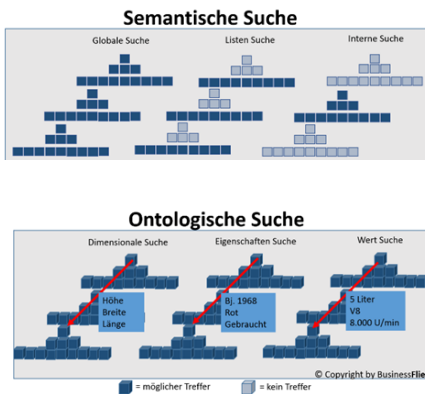 Semantische Suche
Globale Suche
Listen Suche
Interne Suche
Ontologische Suche
Dimensionale Suche
Eigenschaften Suche
Wert Suche
Höhe
Breite
Länge
Bj. 1968
Rot
Gebraucht
5 Liter
V8
8.000 U/min
© Copyright by BusinessFlie
= möglicher Treffer
= kein Treffer